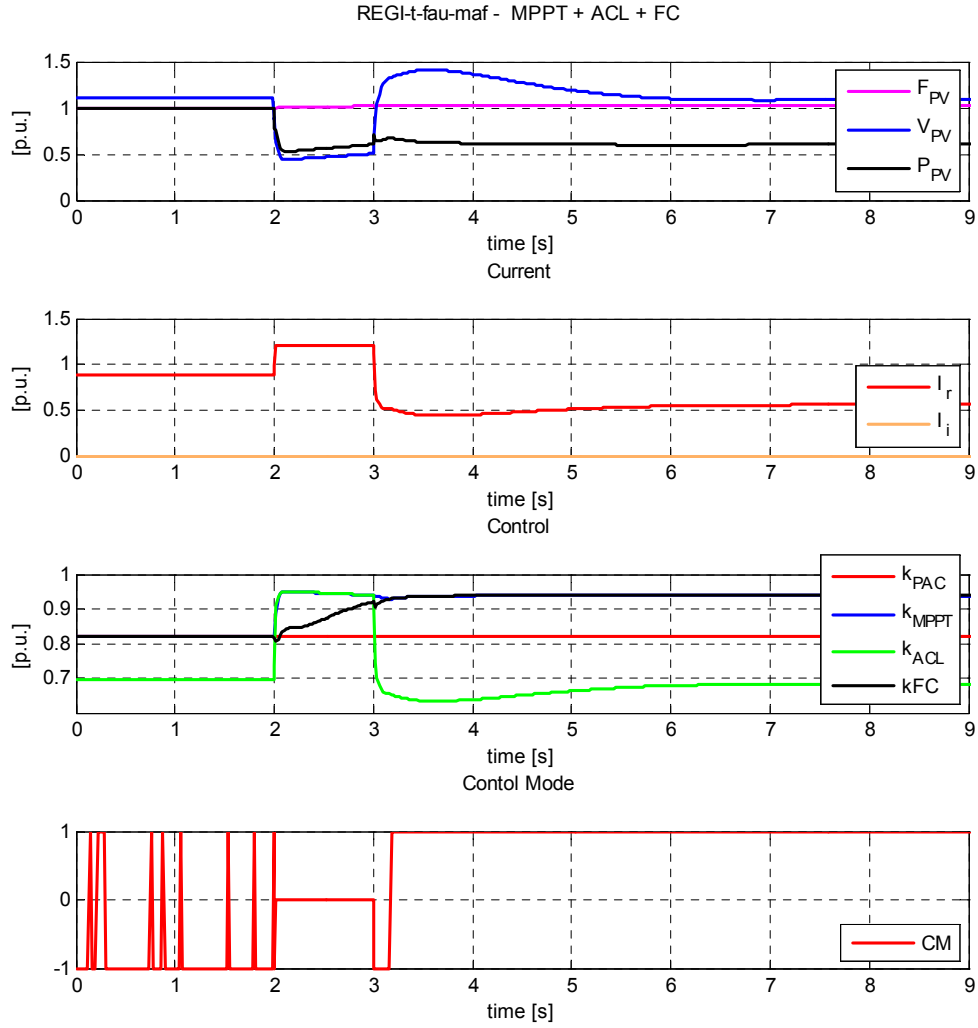 REGI-t-fau-maf - MPPT + ACL + FC
1.5
1
0.5
0
[p.u.]
F_PV
V_PV
P_PV
0 1 2 3 4 5 6 7 8 9
time [s]
Current
1.5
1
0.5
0
[p.u.]
I_r
I_i
0 1 2 3 4 5 6 7 8 9
time [s]
Control
1
0.9
0.8
0.7
[p.u.]
k_PAC
k_MPPT
k_ACL
kFC
0 1 2 3 4 5 6 7 8 9
time [s]
Contol Mode
1
0
-1
CM
0 1 2 3 4 5 6 7 8 9
time [s]